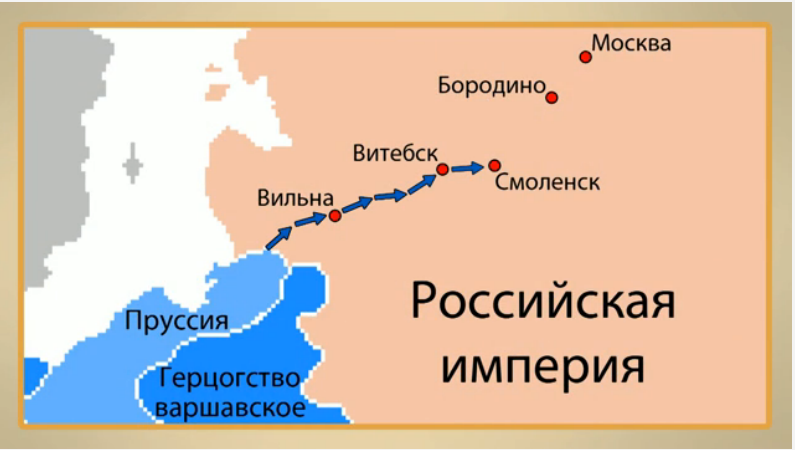 Москва
Бородино
Витебск
Смоленск
Вильна
Российская
империя
Пруссия
Герцогство
варшавское